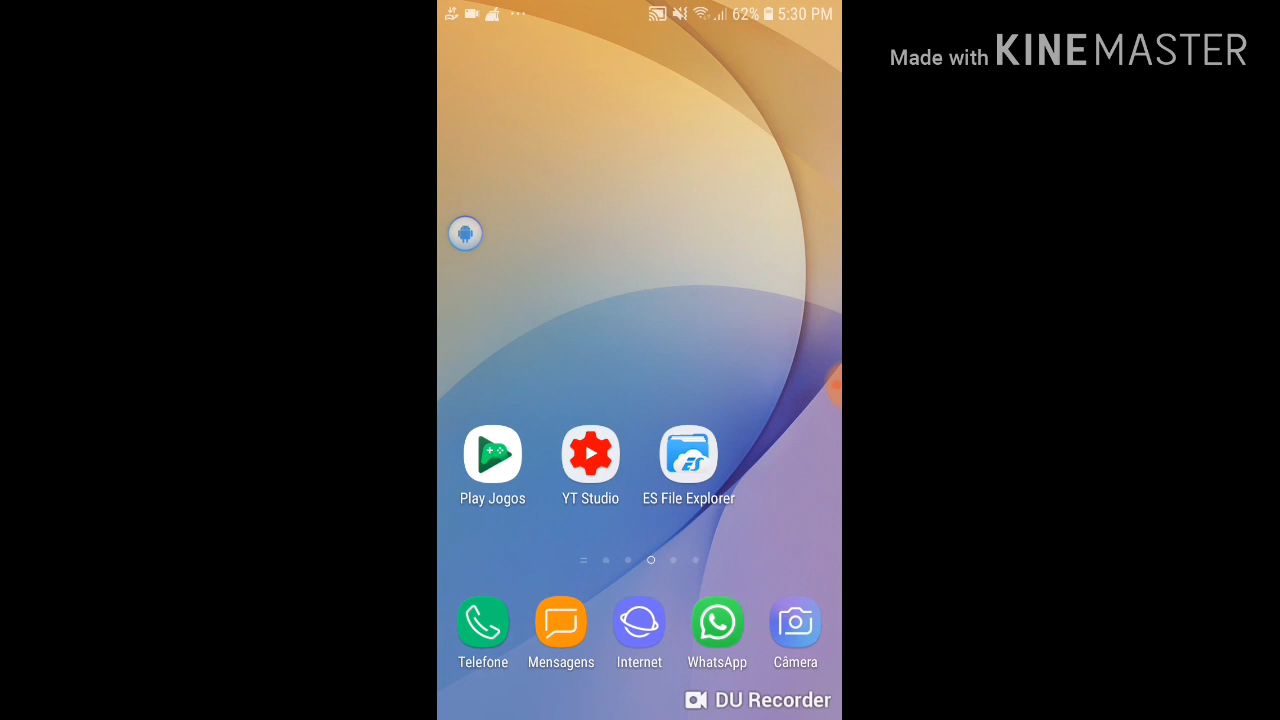 62% 5:30 PM
Made with KINEMASTER
ES
Play Jogos YT Studio ES File Explorer
Telefone Mensagens Internet WhatsApp Câmera
DU Recorder